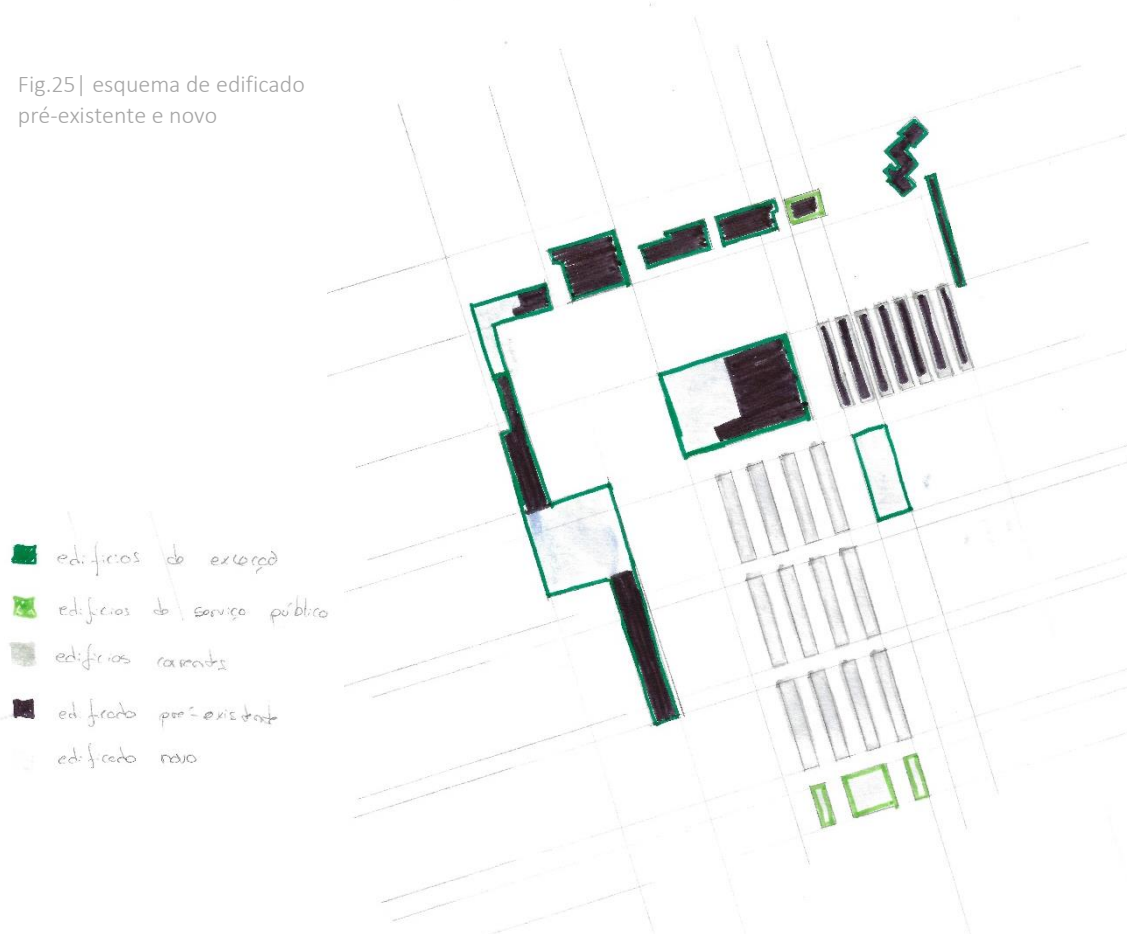 Fig.25| esquema de edificado
pré-existente e novo
edifícios de exceção
edifícios de serviço público
edifícios correntes
edificado pré-existente
edificado novo